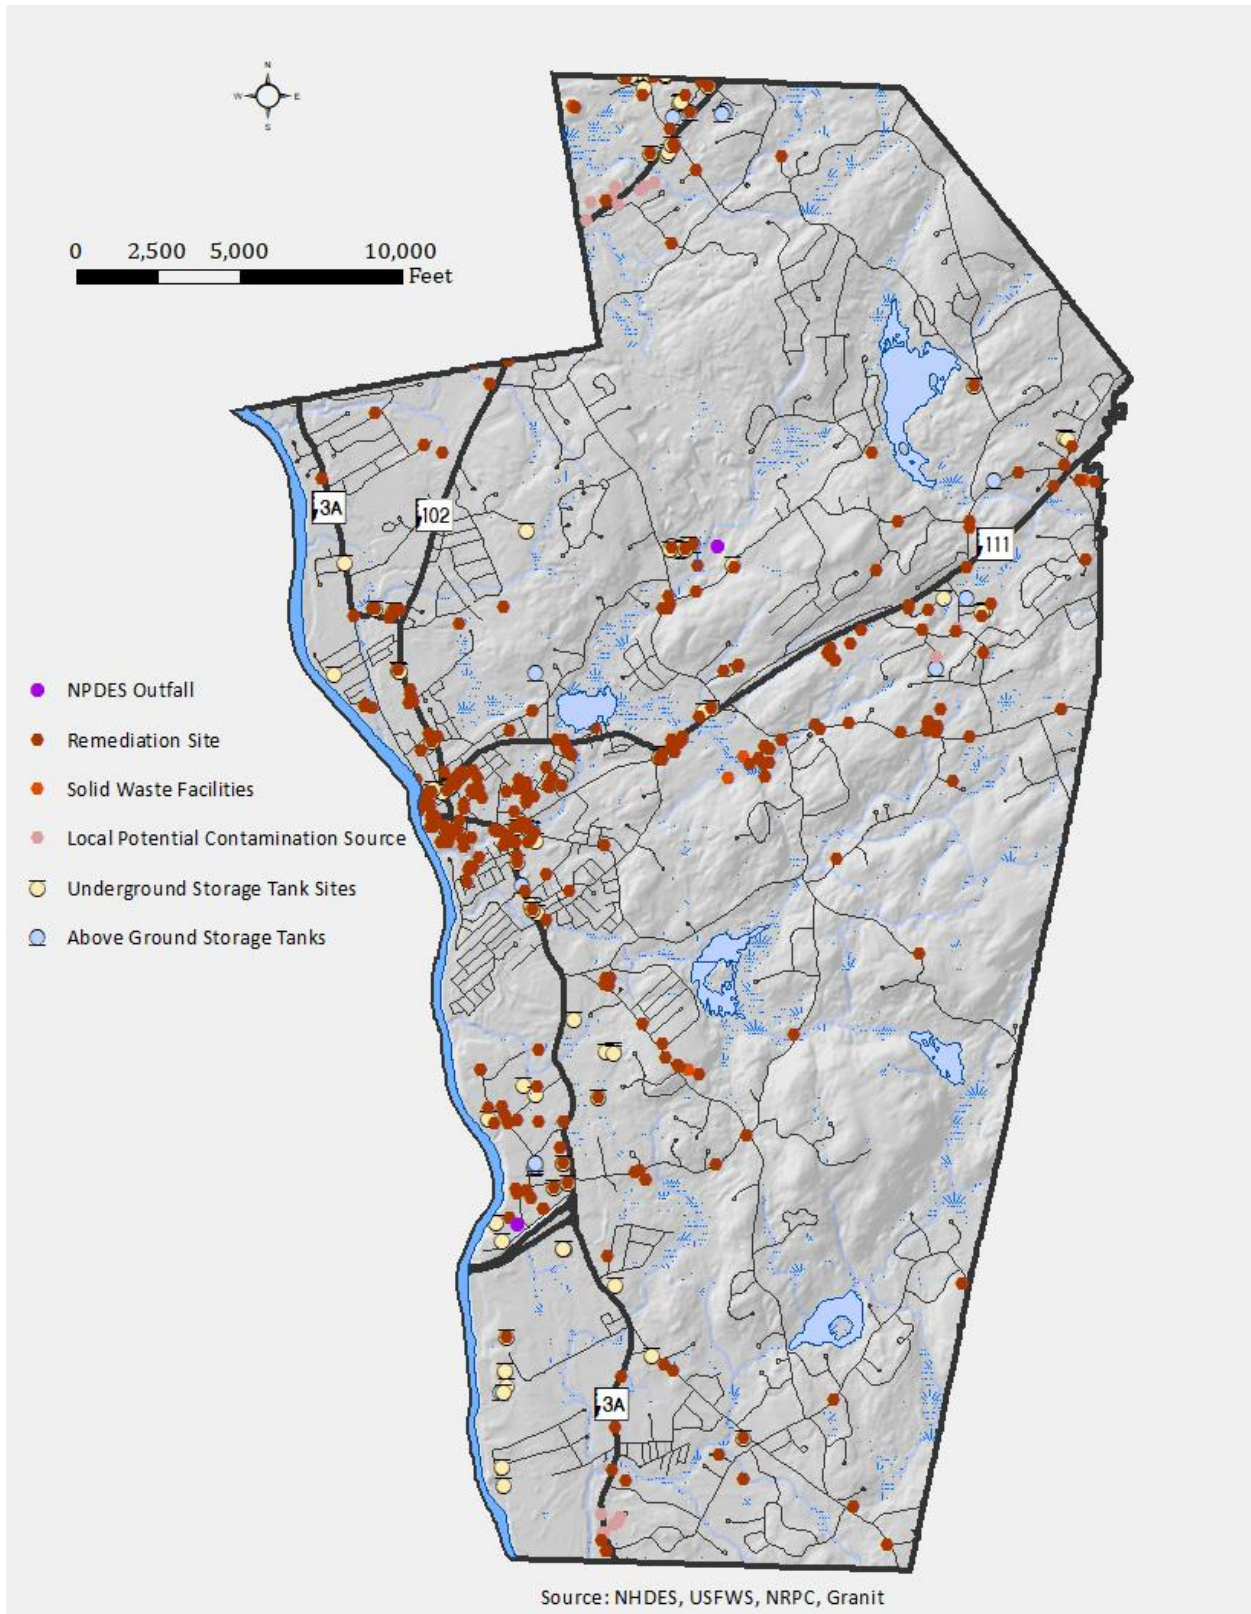 N
W E
S
0 2,500 5,000 10,000
Feet
3A
102
111
NPDES Outfall
Remediation Site
Solid Waste Facilities
Local Potential Contamination Source
Underground Storage Tank Sites
Above Ground Storage Tanks
3A
Source: NHDES, USFWS, NRPC, Granit